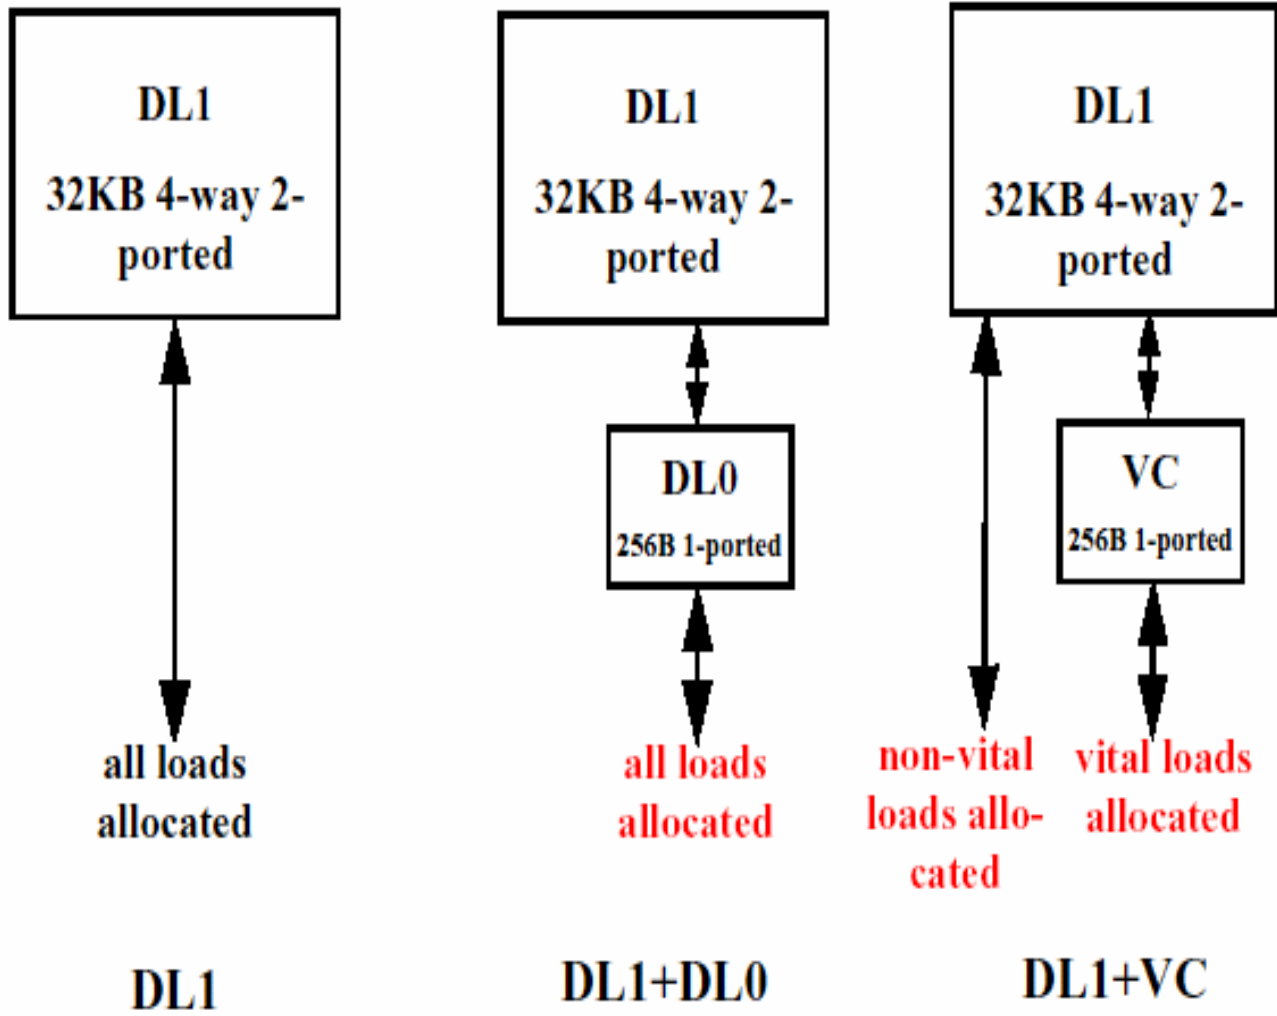 DL1
32KB 4-way 2-
ported
all loads
allocated
DL1
DL1
32KB 4-way 2-
ported
DL0
256B 1-ported
all loads
allocated
DL1+DL0
DL1
32KB 4-way 2-
ported
VC
256B 1-ported
non-vital
loads allo-
cated
vital loads
allocated
DL1+VC